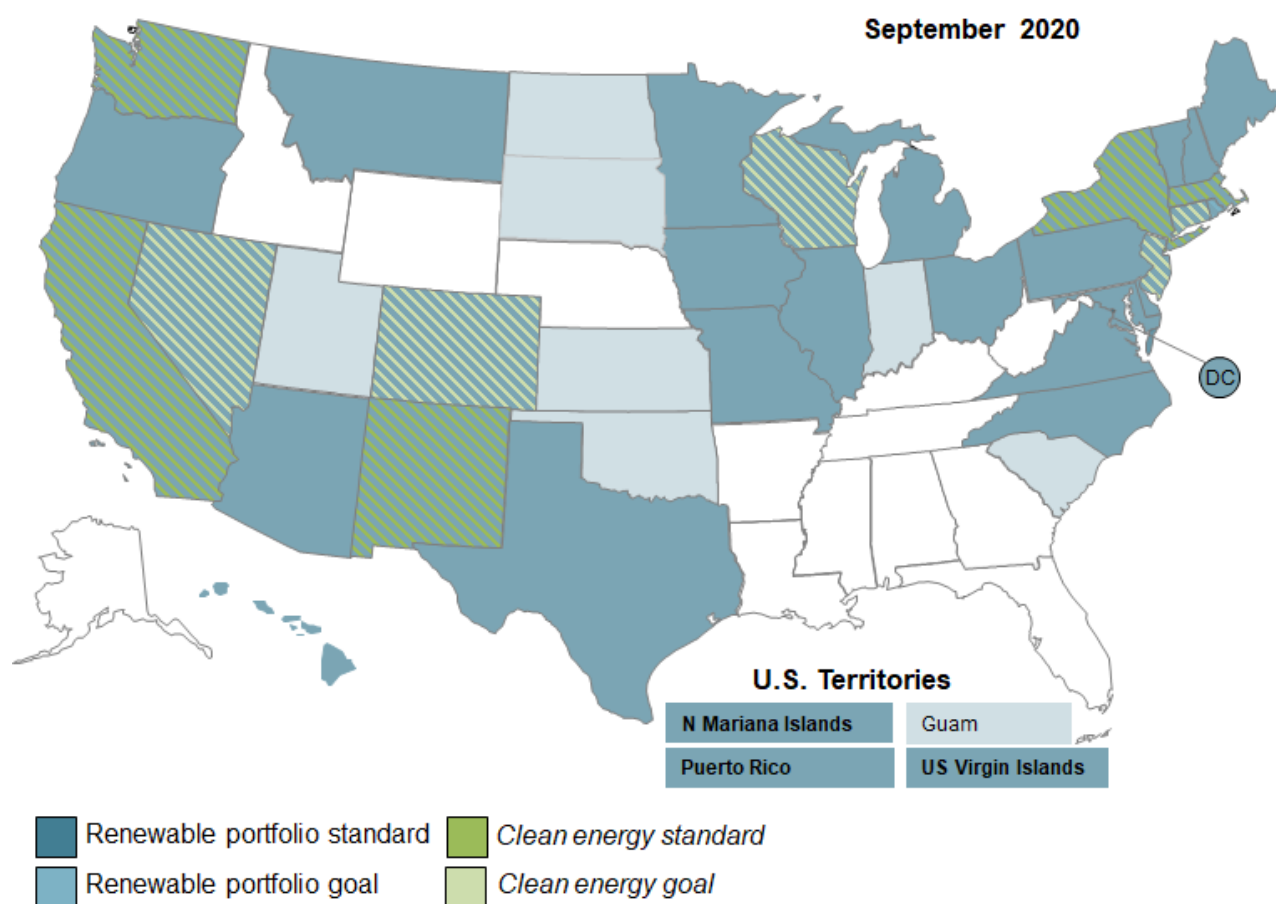 September 2020
DC
U.S. Territories
N Mariana Islands
Guam
Puerto Rico
US Virgin Islands
Renewable portfolio standard
Clean energy standard
Renewable portfolio goal
Clean energy goal